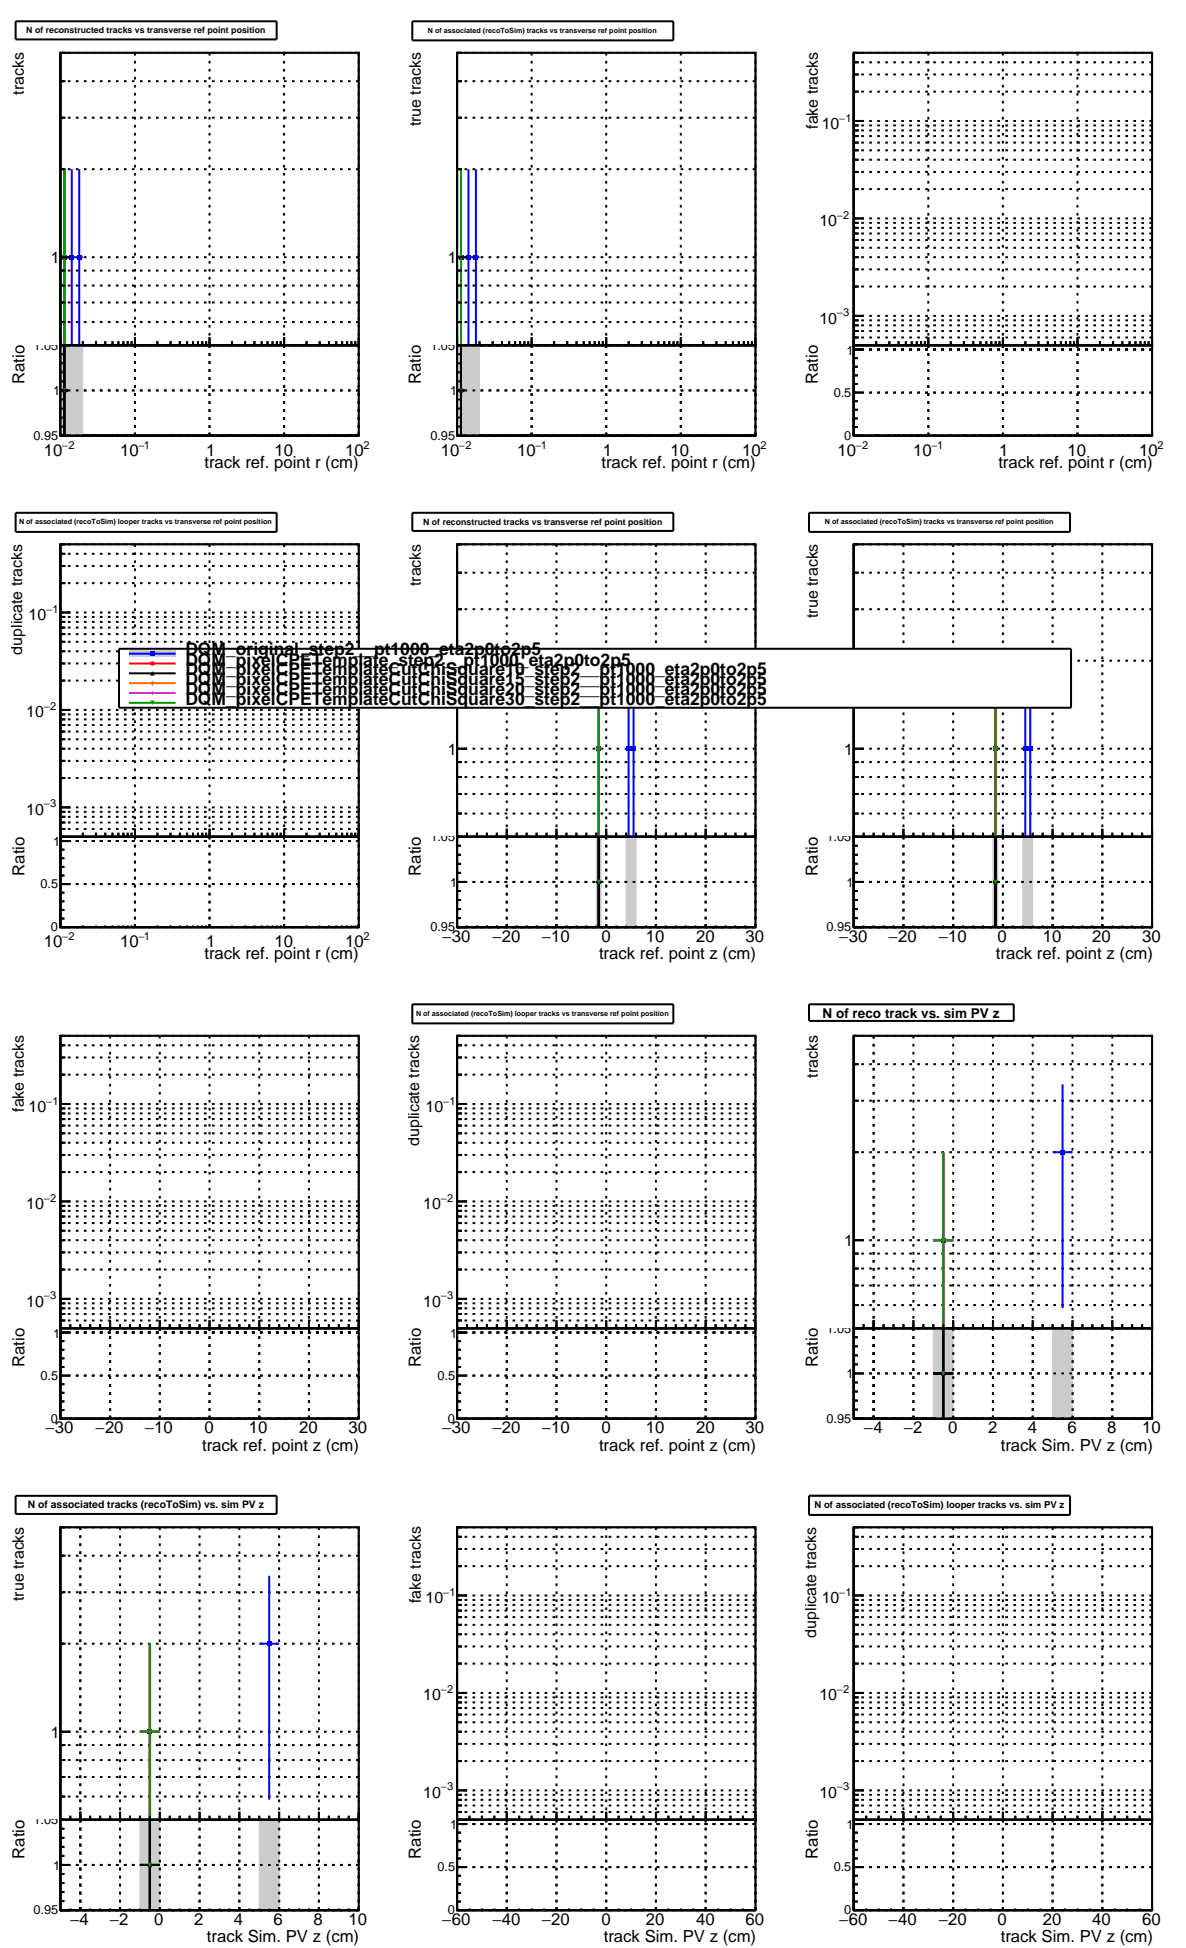 N of reconstructed tracks vs transverse ref point position
tracks
1
1.05
Ratio
1
0.95
10−2 10−1 1 10 102
track ref. point r (cm)
N of associated (recoToSim) tracks vs transverse ref point position
true tracks
1
1.05
Ratio
1
0.95
10−2 10−1 1 10 102
track ref. point r (cm)
fake tracks
10−1
10−2
10−3
Ratio
1
0.5
0
10−2 10−1 1 10 102
track ref. point r (cm)
N of associated (recoToSim) looper tracks vs transverse ref point position
duplicate tracks
10−1
10−2
10−3
Ratio
1
0.5
0
10−2 10−1 1 10 102
track ref. point r (cm)
N of reconstructed tracks vs transverse ref point position
tracks
1
1.05
Ratio
1
0.95
−30 −20 −10 0 10 20 30
track ref. point z (cm)
N of associated (recoToSim) tracks vs transverse ref point position
true tracks
1
1.05
Ratio
1
0.95
−30 −20 −10 0 10 20 30
track ref. point z (cm)
DQM_original_step2__pt1000_eta2p0to2p5
DQM_pixelCPETemplate_step2__pt1000_eta2p0to2p5
DQM_pixelCPETemplateCutChiSquare10_step2__pt1000_eta2p0to2p5
DQM_pixelCPETemplateCutChiSquare15_step2__pt1000_eta2p0to2p5
DQM_pixelCPETemplateCutChiSquare20_step2__pt1000_eta2p0to2p5
DQM_pixelCPETemplateCutChiSquare30_step2__pt1000_eta2p0to2p5
fake tracks
10−1
10−2
10−3
Ratio
1
0.5
0
−30 −20 −10 0 10 20 30
track ref. point z (cm)
N of associated (recoToSim) looper tracks vs transverse ref point position
duplicate tracks
10−1
10−2
10−3
Ratio
1
0.5
0
−30 −20 −10 0 10 20 30
track ref. point z (cm)
N of reco track vs. sim PV z
tracks
1
1.05
Ratio
1
0.95
−4 −2 0 2 4 6 8 10
track Sim. PV z (cm)
N of associated tracks (recoToSim) vs. sim PV z
true tracks
1
1.05
Ratio
1
0.95
−4 −2 0 2 4 6 8 10
track Sim. PV z (cm)
fake tracks
10−1
10−2
10−3
Ratio
1
0.5
0
−60 −40 −20 0 20 40 60
track Sim. PV z (cm)
N of associated (recoToSim) looper tracks vs. sim PV z
duplicate tracks
10−1
10−2
10−3
Ratio
1
0.5
0
−60 −40 −20 0 20 40 60
track Sim. PV z (cm)